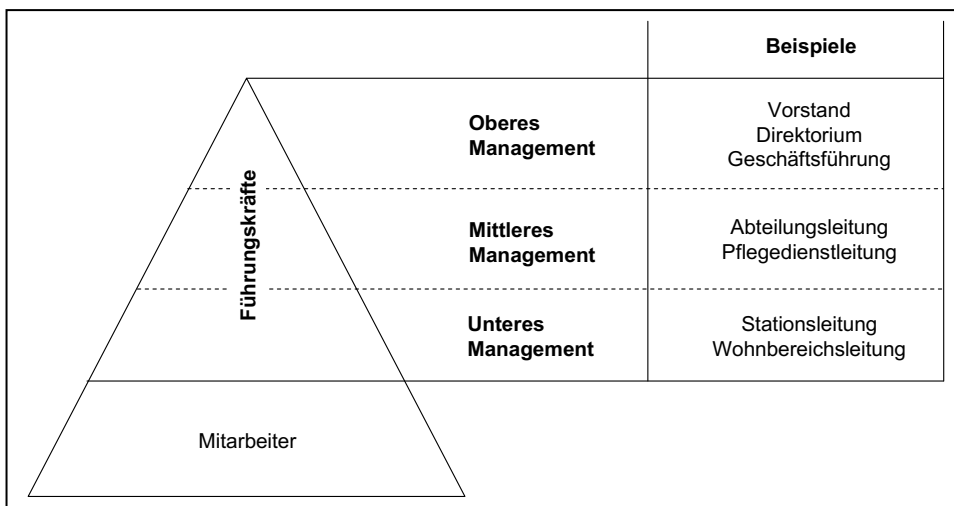 Beispiele
Führungskräfte
Oberes
Management
Vorstand
Direktorium
Geschäftsführung
Mittleres
Management
Abteilungsleitung
Pflegedienstleitung
Unteres
Management
Stationsleitung
Wohnbereichsleitung
Mitarbeiter